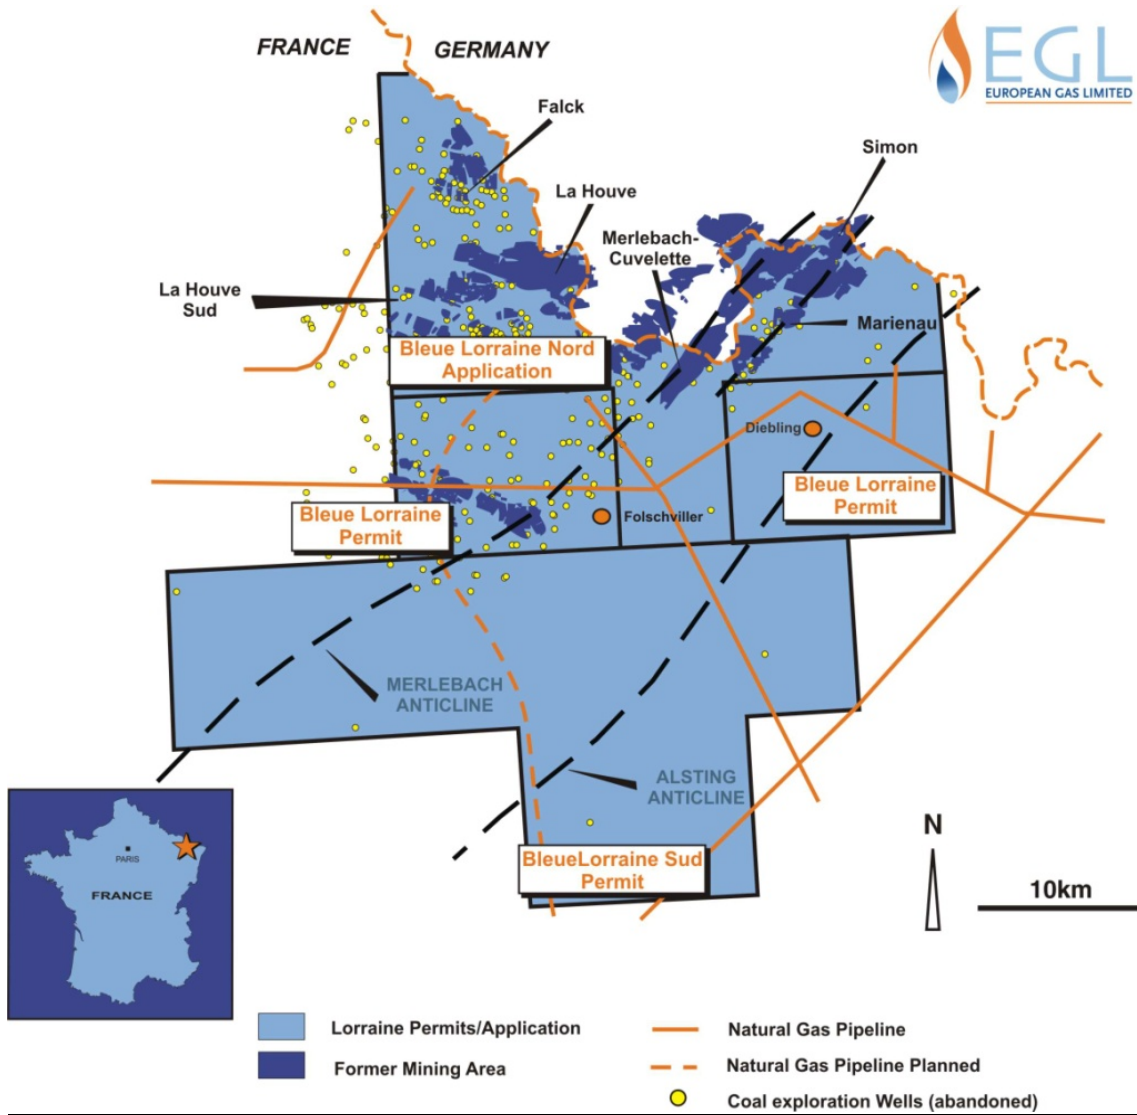 FRANCE
GERMANY
EGL
EUROPEAN GAS LIMITED
Falck
Simon
La Houve
Merlebach-
Cuvelette
La Houve
Sud
Marienau
Bleue Lorraine Nord
Application
Diebling
Bleue Lorraine
Permit
Bleue Lorraine
Permit
Folschviller
MERLEBACH
ANTICLINE
ALSTING
ANTICLINE
BleueLorraine Sud
Permit
N
10km
PARIS
FRANCE
Lorraine Permits/Application
Former Mining Area
Natural Gas Pipeline
Natural Gas Pipeline Planned
Coal exploration Wells (abandoned)